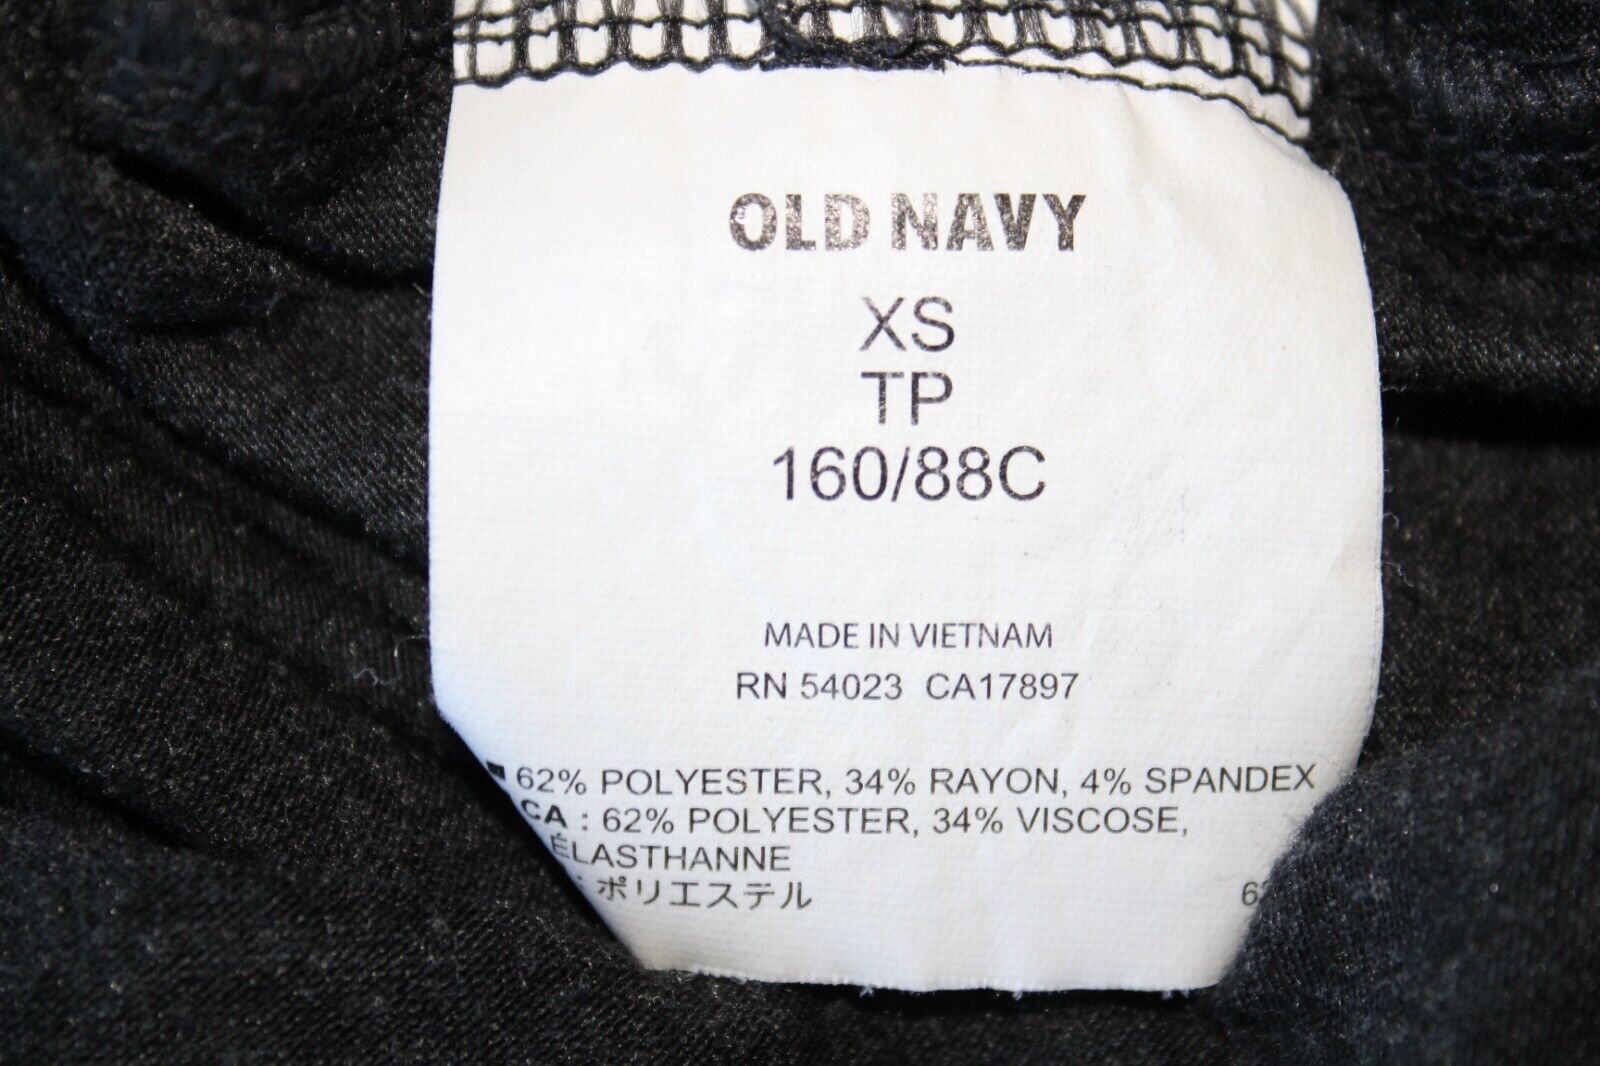 OLD NAVY
XS
TP
160/88C
MADE IN VIETNAM
RN 54023 CA17897
62% POLYESTER, 34% RAYON, 4% SPANDEX
CA : 62% POLYESTER, 34% VISCOSE,
ÉLASTHANNE
: ポリエステル